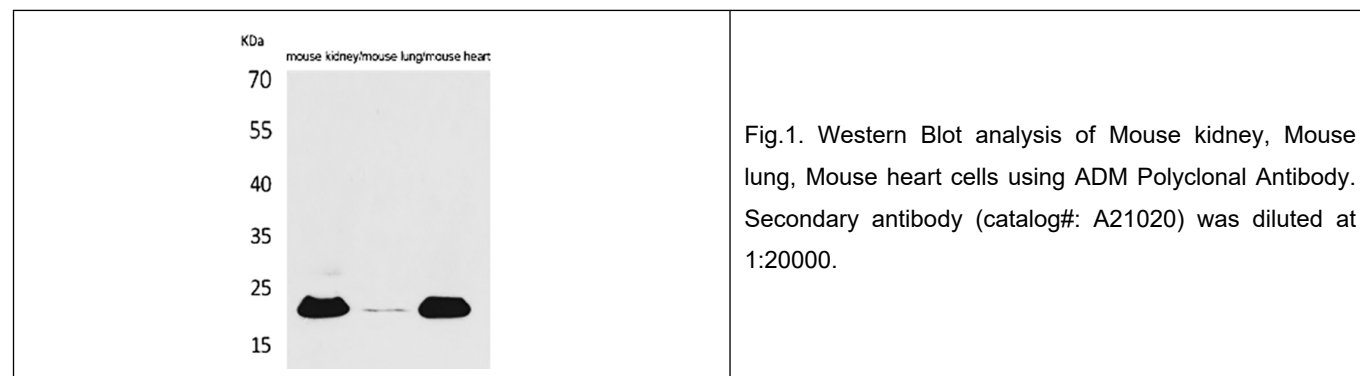 KDa
mouse kidney/mouse lung/mouse heart
70
55
40
35
25
15
Fig.1. Western Blot analysis of Mouse kidney, Mouse
lung, Mouse heart cells using ADM Polyclonal Antibody.
Secondary antibody (catalog#: A21020) was diluted at
1:20000.